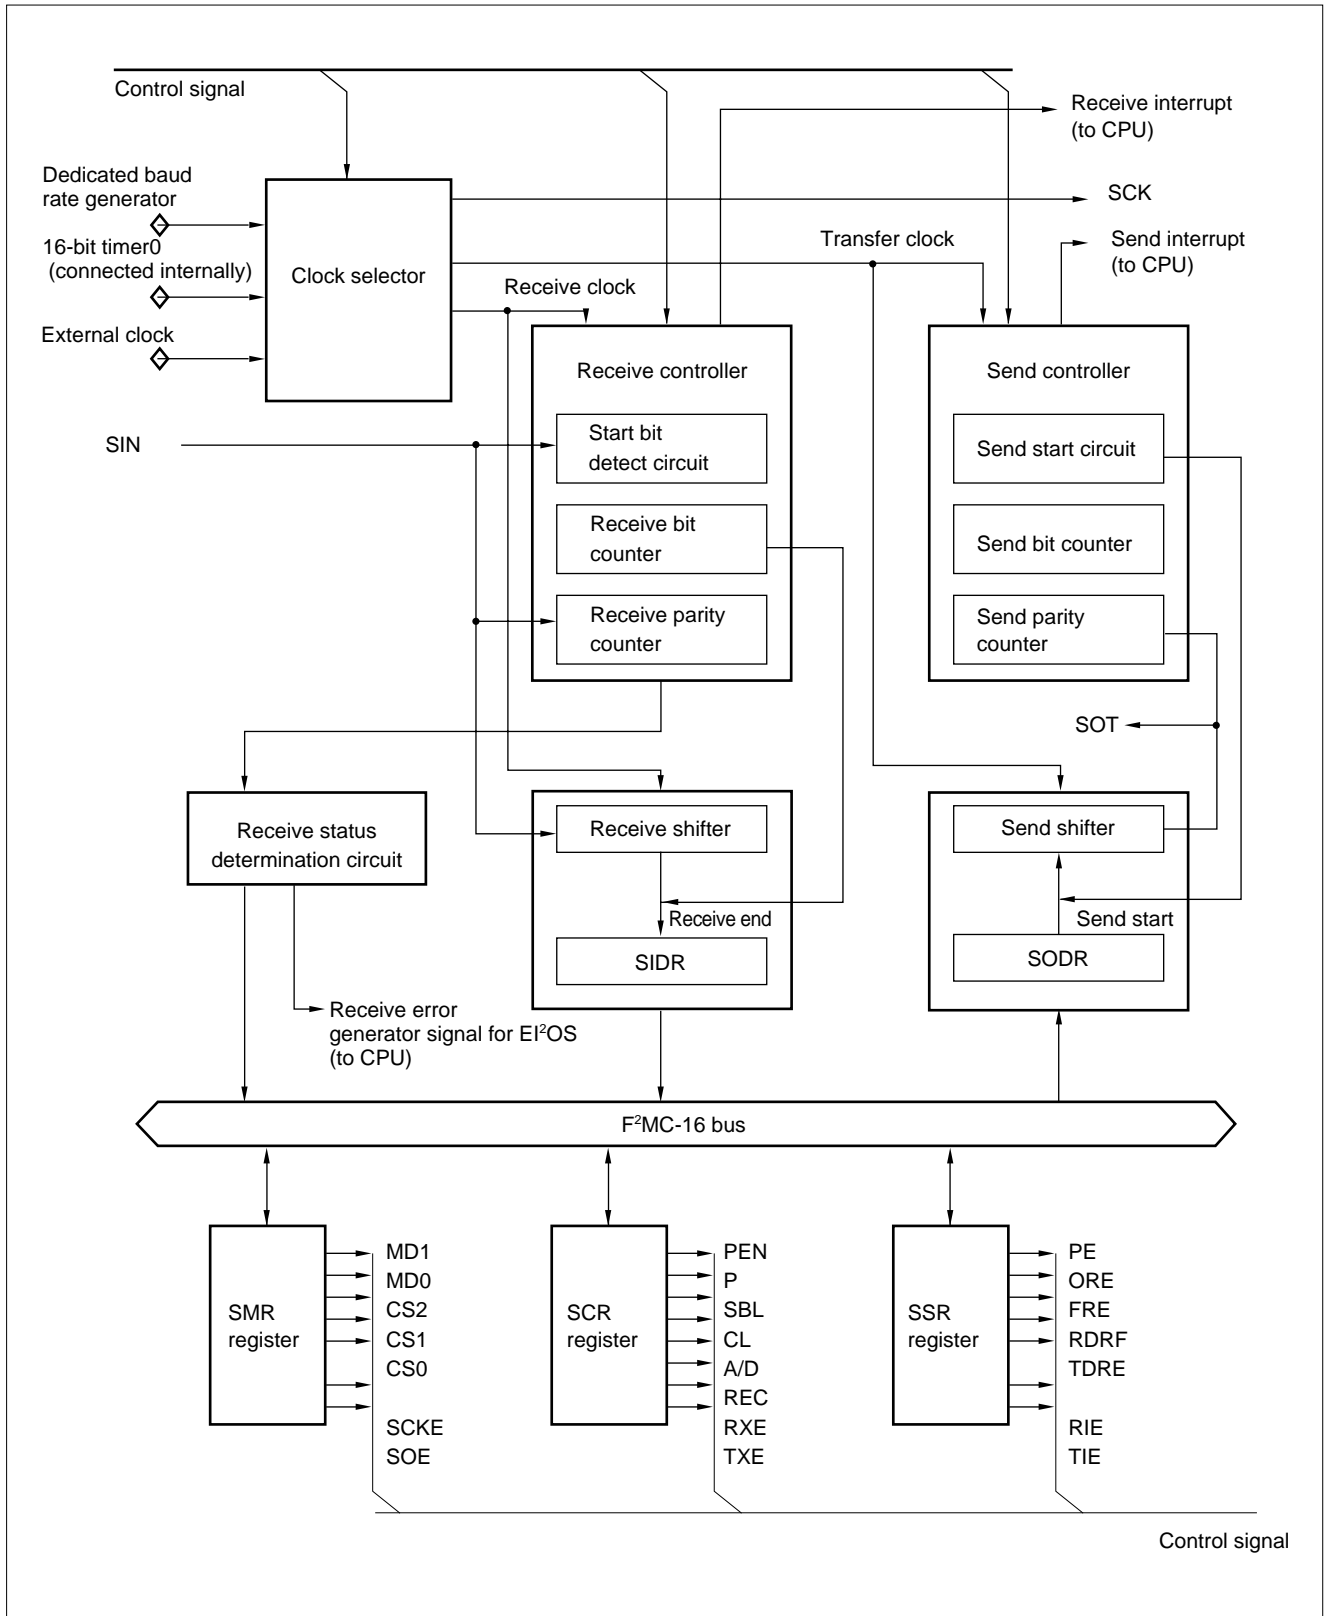 Control signal
Receive interrupt
(to CPU)
Dedicated baud
rate generator
SCK
16-bit timer0
(connected internally)
Transfer clock
Send interrupt
(to CPU)
Clock selector
Receive clock
External clock
Receive controller
Send controller
SIN
Start bit
detect circuit
Send start circuit
Receive bit
counter
Send bit counter
Receive parity
counter
Send parity
counter
SOT
Receive status
determination circuit
Receive shifter
Send shifter
Receive end
Send start
SIDR
SODR
Receive error
generator signal for EI²OS
(to CPU)
F²MC-16 bus
SMR
register
MD1
MD0
CS2
CS1
CS0
SCKE
SOE
SCR
register
PEN
P
SBL
CL
A/D
REC
RXE
TXE
SSR
register
PE
ORE
FRE
RDRF
TDRE
RIE
TIE
Control signal